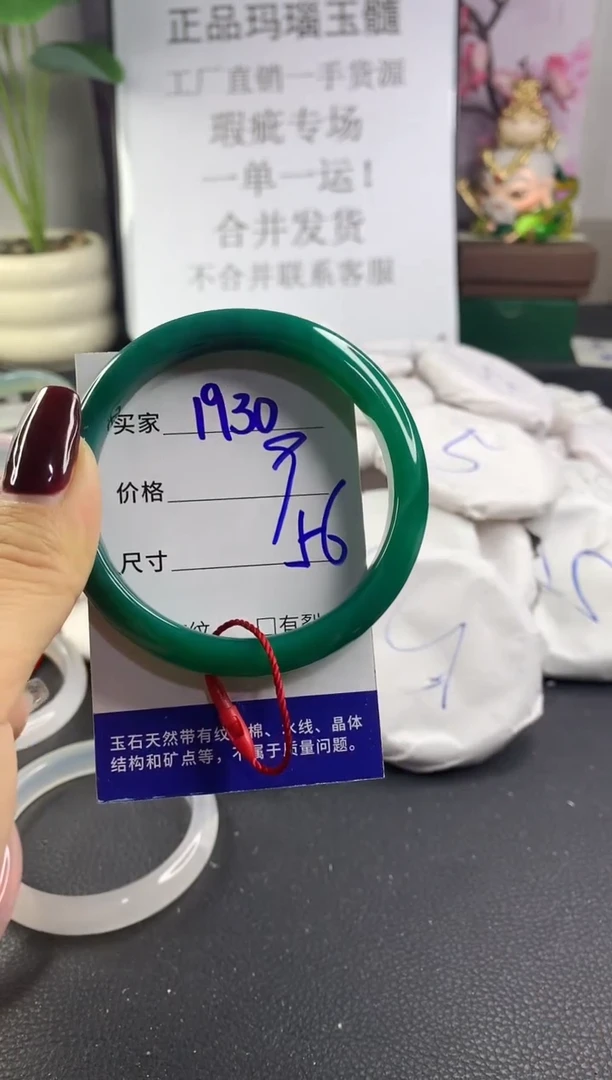 正品玛瑙玉髓
工厂直销一手货源
瑕疵专场
一单一运!
合并发货
不合并联系客服
买家 1930
价格
尺寸 56
纹 □有裂
玉石天然带有纹 棉、水线、晶体
结构和矿点等，不属于质量问题。
5